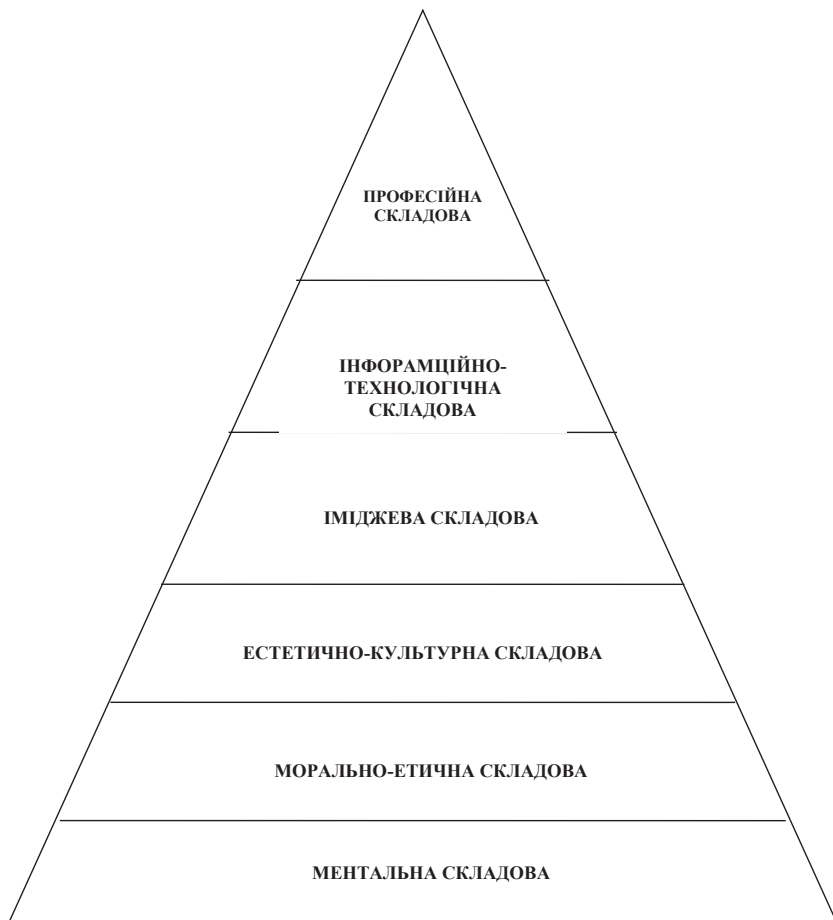 ПРОФЕСІЙНА
СКЛАДОВА
ІНФОРАМЦІЙНО-
ТЕХНОЛОГІЧНА
СКЛАДОВА
ІМІДЖЕВА СКЛАДОВА
ЕСТЕТИЧНО-КУЛЬТУРНА СКЛАДОВА
МОРАЛЬНО-ЕТИЧНА СКЛАДОВА
МЕНТАЛЬНА СКЛАДОВА